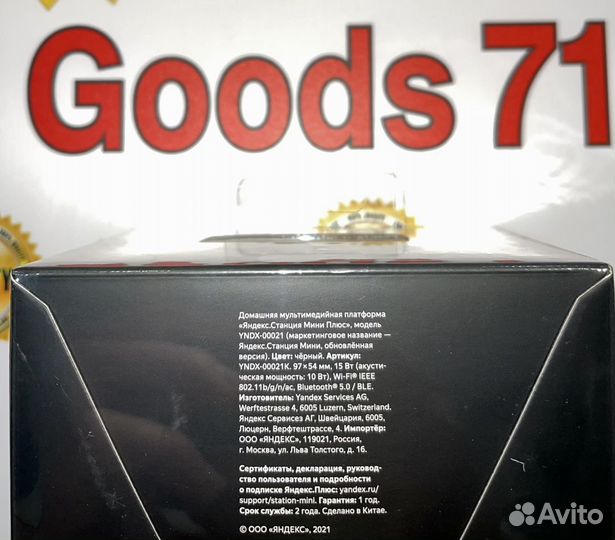 Goods 71
Домашняя мультимедийная платформа
«Яндекс.Станция Мини Плюс», модель
YNDX-00021 (маркетинговое название —
Яндекс.Станция Мини, обновлённая
версия). Цвет: чёрный. Артикул:
YNDX-00021K. 97×54 мм, 15 Вт (акусти-
ческая мощность: 10 Вт), Wi-Fi® IEEE
802.11b/g/n/ac, Bluetooth® 5.0 / BLE.
Изготовитель: Yandex Services AG,
Werftestrasse 4, 6005 Luzern, Switzerland.
Яндекс Сервисез АГ, Швейцария, 6005,
Люцерн, Верфтештрассе, 4. Импортёр:
ООО «ЯНДЕКС», 119021, Россия,
г. Москва, ул. Льва Толстого, д. 16.
Сертификаты, декларация, руковод-
ство пользователя и подробности
о подписке Яндекс.Плюс: yandex.ru/
support/station-mini. Гарантия: 1 год.
Срок службы: 2 года. Сделано в Китае.
© ООО «ЯНДЕКС», 2021
Avito